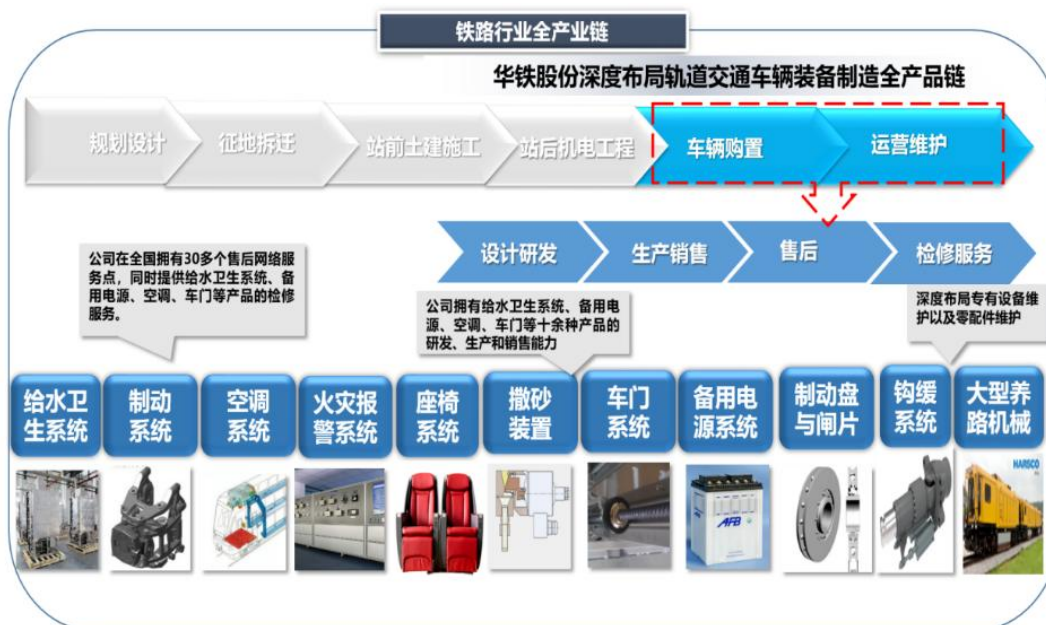 铁路行业全产业链
华铁股份深度布局轨道交通车辆装备制造全产品链
规划设计
征地拆迁
站前土建施工
站后机电工程
车辆购置
运营维护
设计研发
生产销售
售后
检修服务
公司在全国拥有30多个售后网络服
务点，同时提供给水卫生系统、备
用电源、空调、车门等产品的检修
服务。
公司拥有给水卫生系统、备用电
源、空调、车门等十余种产品的
研发、生产和销售能力
深度布局专有设备维
护以及零配件维护
给水卫
生系统
制动
系统
空调
系统
火灾报
警系统
座椅
系统
撒砂
装置
车门
系统
备用电
源系统
制动盘
与闸片
钩缓
系统
大型养
路机械
AFB
HARSCO